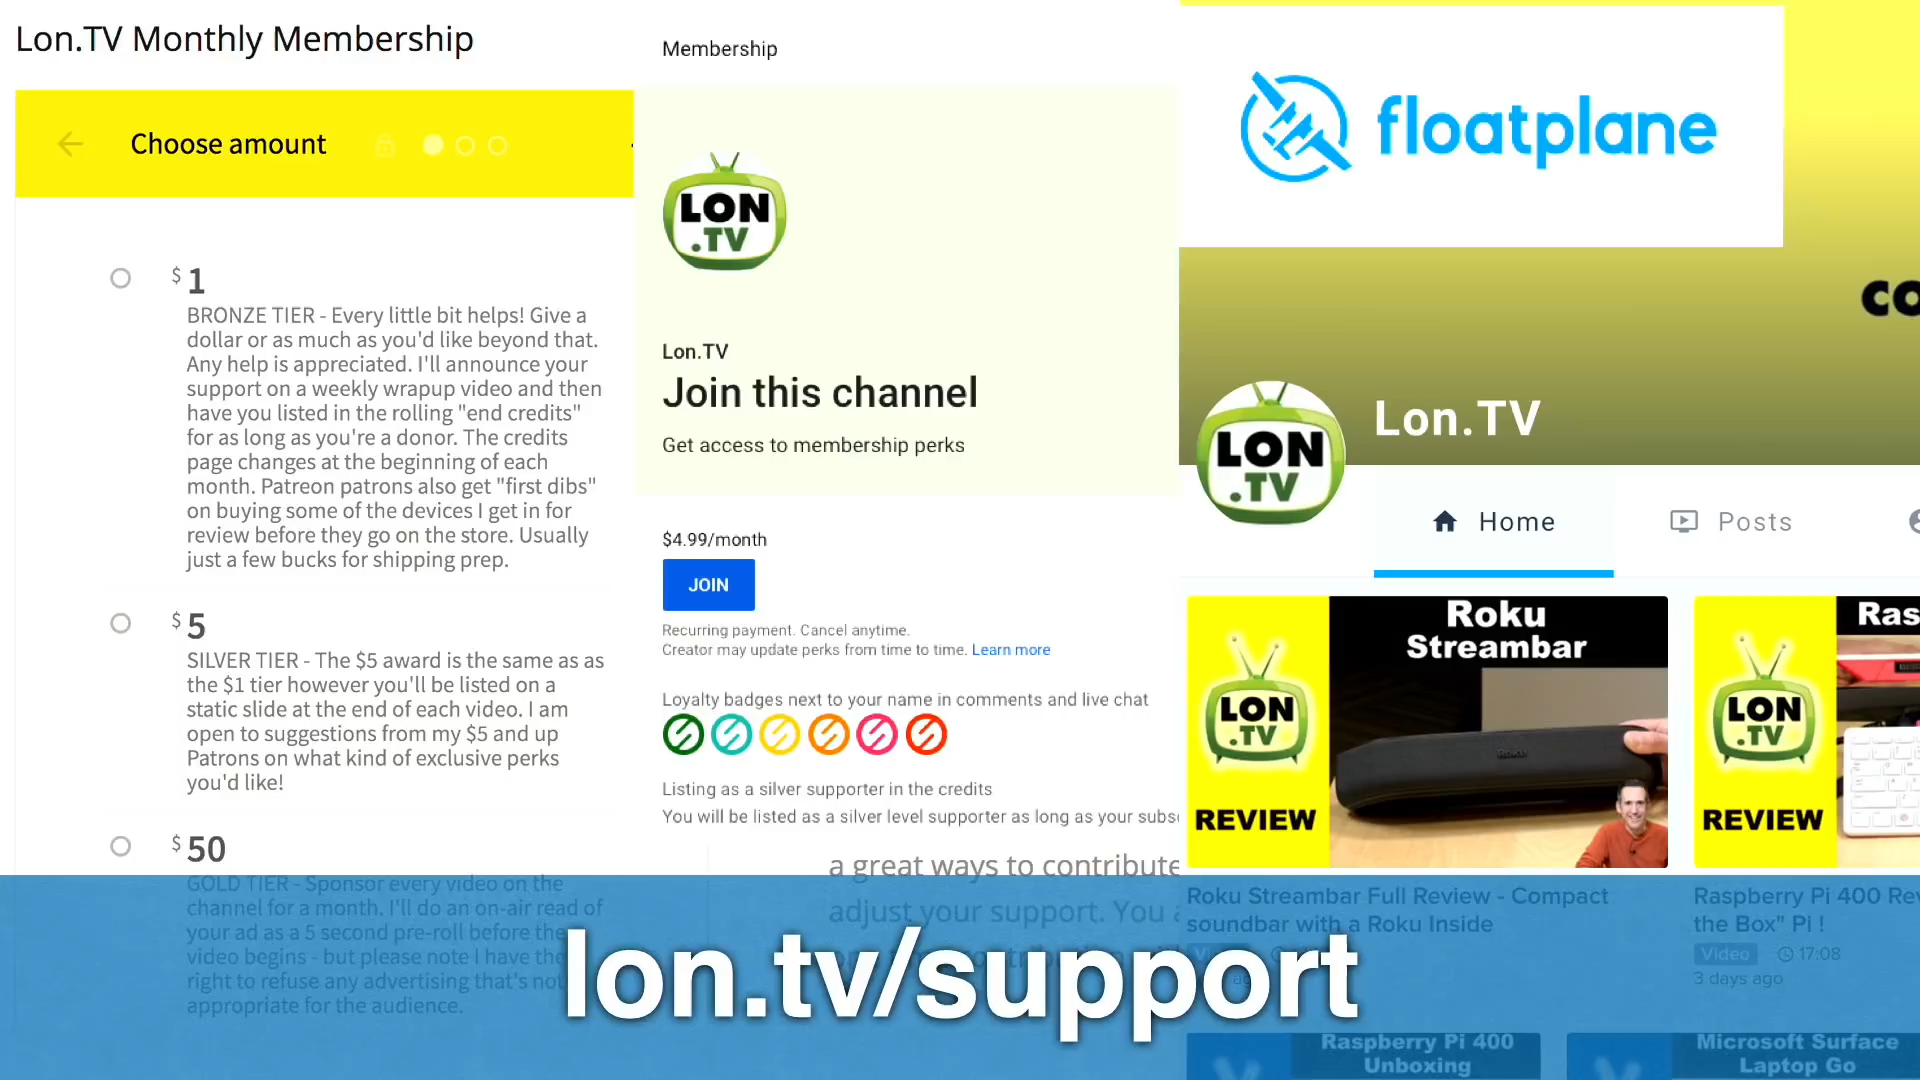 Lon.TV Monthly Membership
Choose amount
$1
BRONZE TIER - Every little bit helps! Give a
dollar or as much as you'd like beyond that.
Any help is appreciated. I'll announce your
support on a weekly wrapup video and then
have you listed in the rolling "end credits"
for as long as you're a donor. The credits
page changes at the beginning of each
month. Patreon patrons also get "first dibs"
on buying some of the devices I get in for
review before they go on the store. Usually
just a few bucks for shipping prep.
$5
SILVER TIER - The $5 award is the same as as
the $1 tier however you'll be listed on a
static slide at the end of each video. I am
open to suggestions from my $5 and up
Patrons on what kind of exclusive perks
you'd like!
$50
GOLD TIER - Sponsor every video on the
channel for a month. I'll do an on-air read of
your ad as a 5 second pre-roll before the
video begins - but please note I have the
right to refuse any advertising that's not
appropriate for the audience.
Membership
LON
.TV
Lon.TV
Join this channel
Get access to membership perks
$4.99/month
JOIN
Recurring payment. Cancel anytime.
Creator may update perks from time to time. Learn more
Loyalty badges next to your name in comments and live chat
Listing as a silver supporter in the credits
You will be listed as a silver level supporter as long as your subs
a great ways to contribute
adjust your support. You a
floatplane
CO
LON
.TV
Lon.TV
Home
Posts
Roku
Streambar
LON
.TV
REVIEW
ROKU
Roku Streambar Full Review - Compact
soundbar with a Roku Inside
Ras
LON
.TV
REVIEW
Raspberry Pi 400 Rev
the Box" Pi !
Video 17:08
3 days ago
lon.tv/support
Raspberry Pi 400
Unboxing
Microsoft Surface
Laptop Go